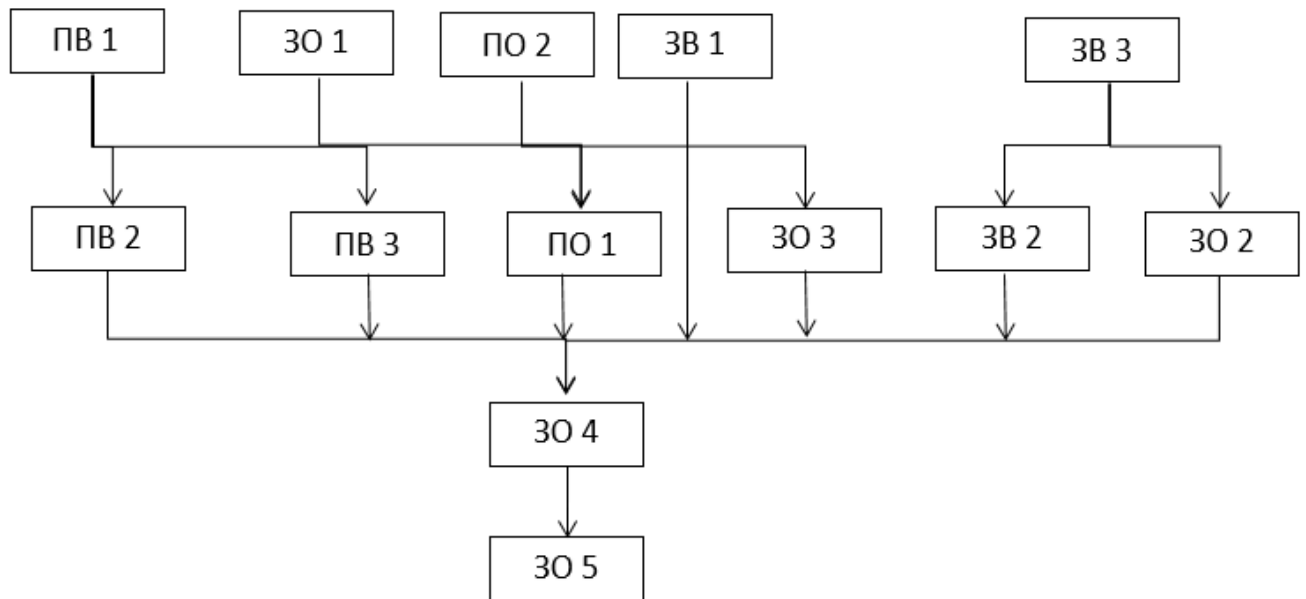 ПВ 1
ЗО 1
ПО 2
ЗВ 1
ЗВ 3
ПВ 2
ПВ 3
ПО 1
ЗО 3
ЗВ 2
ЗО 2
ЗО 4
ЗО 5